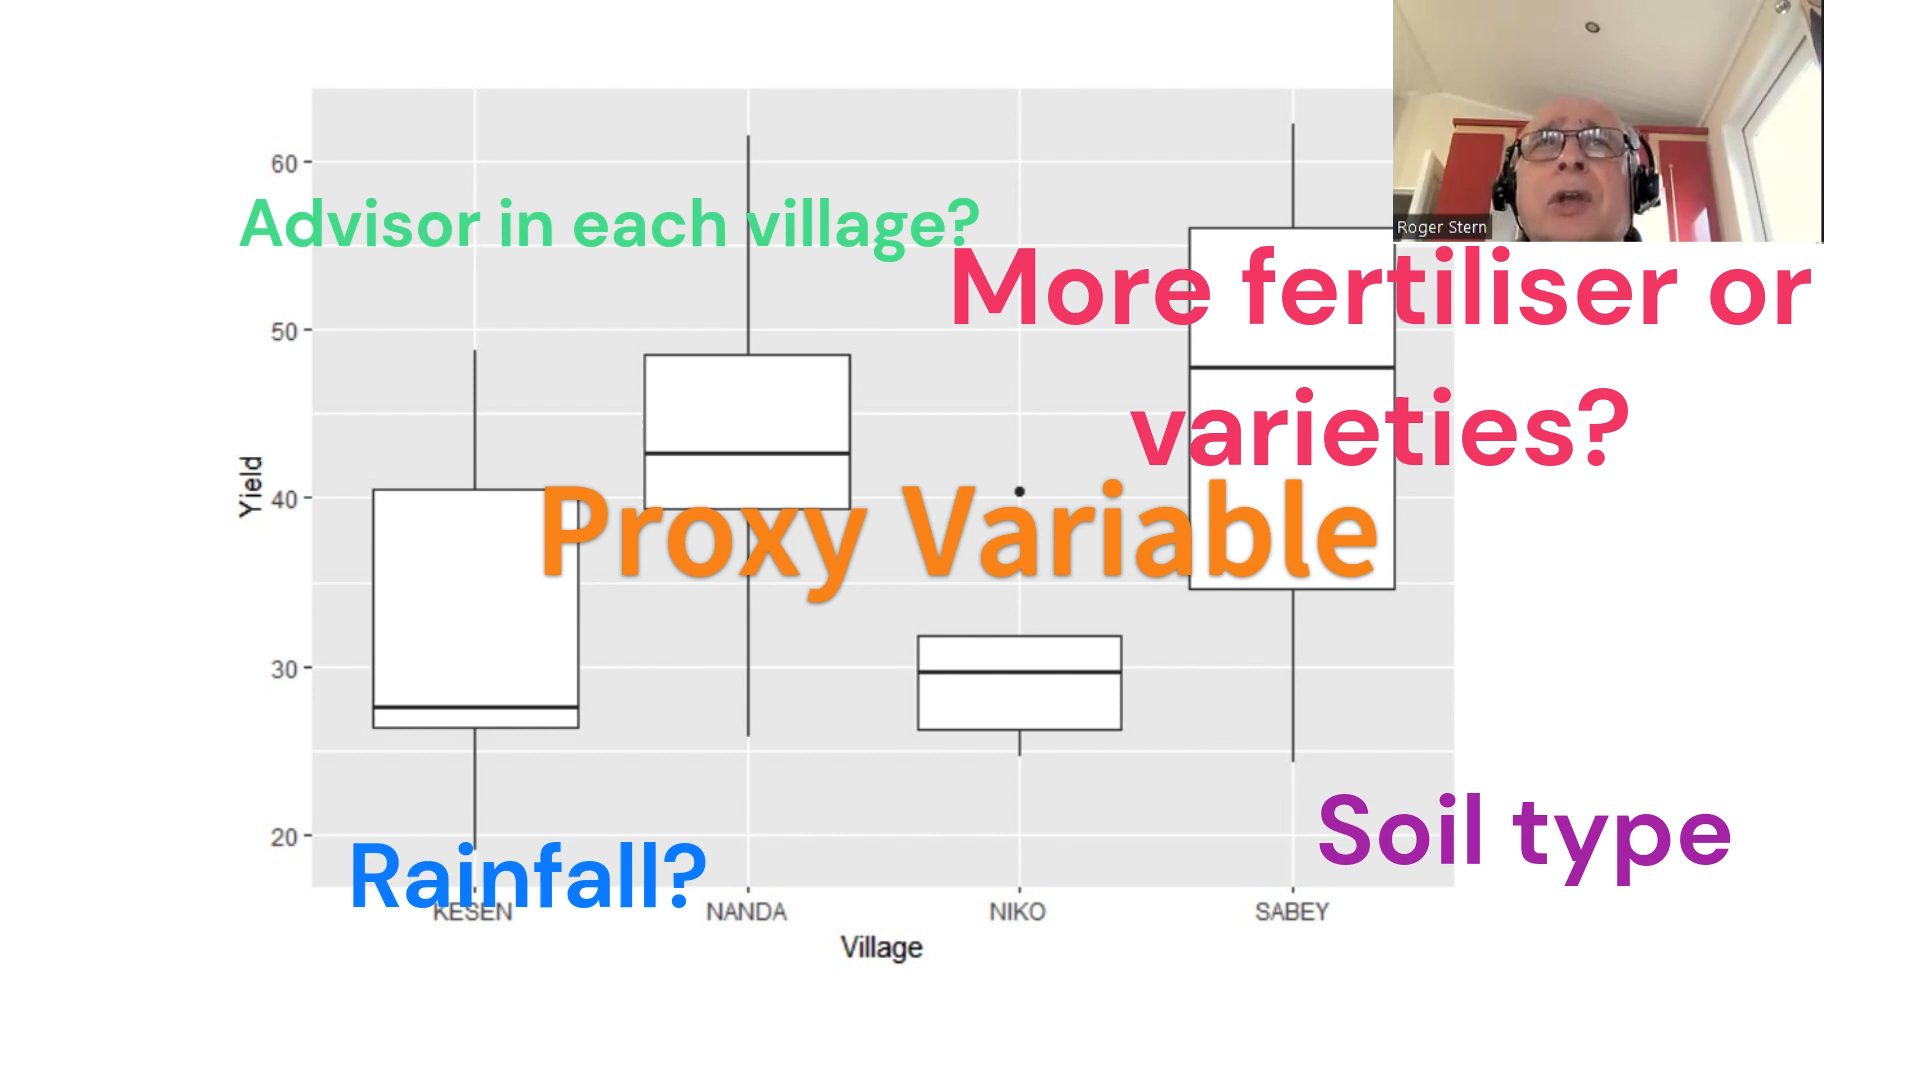 60
Roger Stern
Advisor in each village?
More fertiliser or
varieties?
50
Yield
40
Proxy Variable
30
20
Rainfall?
Soil type
KESEN
NANDA
NIKO
SABEY
Village